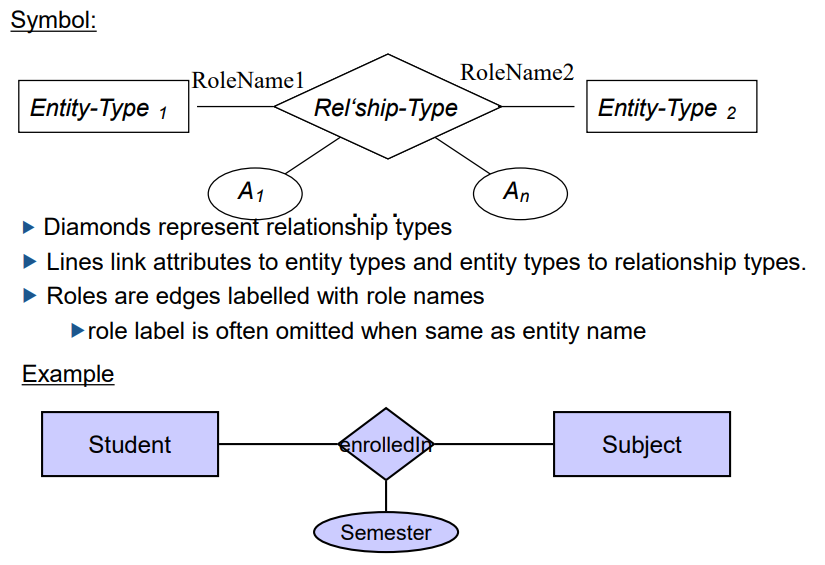 Symbol:
RoleName1 RoleName2
Entity-Type 1 Rel‘ship-Type Entity-Type 2
A1 . . . An
▶ Diamonds represent relationship types
▶ Lines link attributes to entity types and entity types to relationship types.
▶ Roles are edges labelled with role names
▶ role label is often omitted when same as entity name
Example
Student enrolledIn Subject
Semester